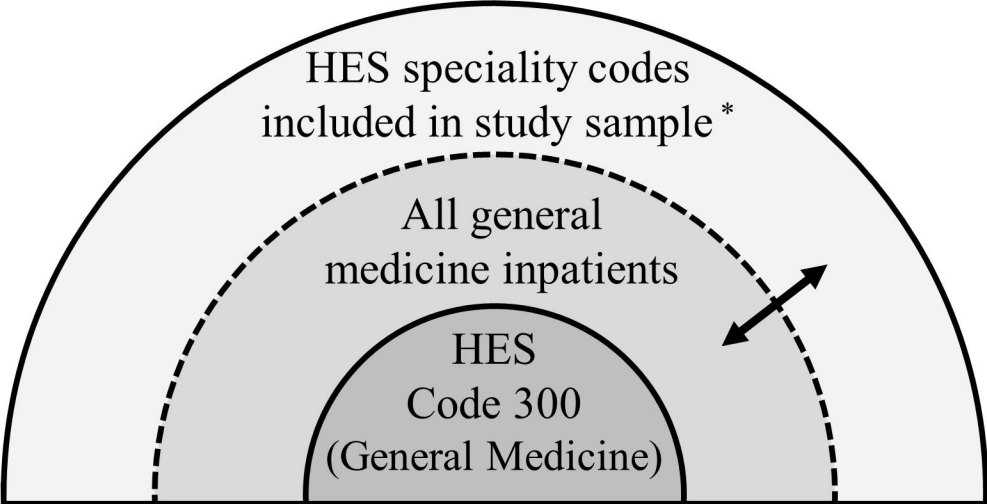 HES speciality codes
included in study sample*
All general
medicine inpatients
HES
Code 300
(General Medicine)